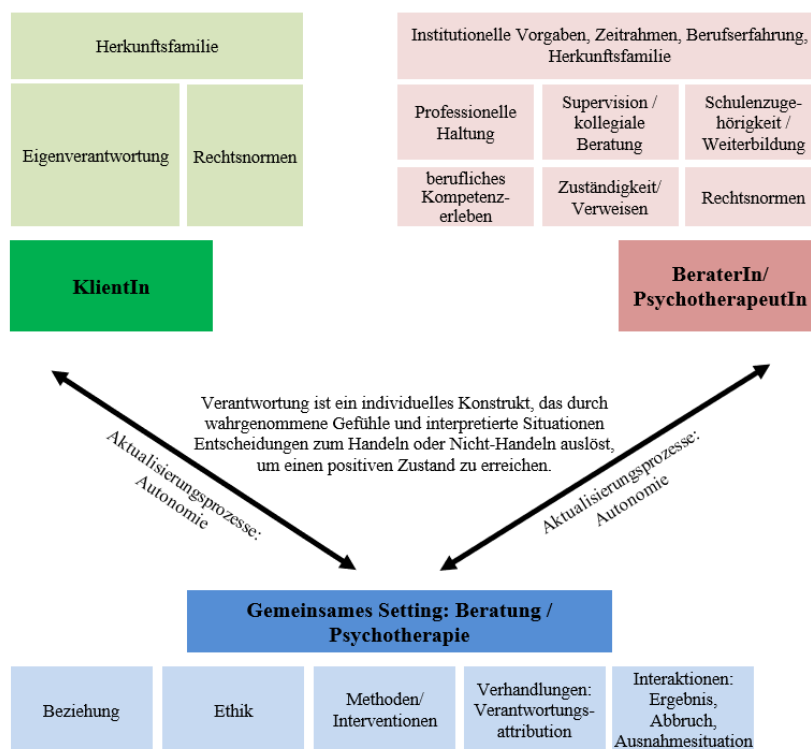 Herkunftsfamilie
Eigenverantwortung
Rechtsnormen
KlientIn
Institutionelle Vorgaben, Zeitrahmen, Berufserfahrung,
Herkunftsfamilie
Professionelle
Haltung
Supervision /
kollegiale
Beratung
Schulenzuge-
hörigkeit /
Weiterbildung
berufliches
Kompetenz-
erleben
Zuständigkeit/
Verweisen
Rechtsnormen
BeraterIn/
PsychotherapeutIn
Verantwortung ist ein individuelles Konstrukt, das durch
wahrgenommene Gefühle und interpretierte Situationen
Entscheidungen zum Handeln oder Nicht-Handeln auslöst,
um einen positiven Zustand zu erreichen.
Aktualisierungsprozesse:
Autonomie
Aktualisierungsprozesse:
Autonomie
Gemeinsames Setting: Beratung /
Psychotherapie
Beziehung
Ethik
Methoden/
Interventionen
Verhandlungen:
Verantwortungs-
attribution
Interaktionen:
Ergebnis,
Abbruch,
Ausnahmesituation